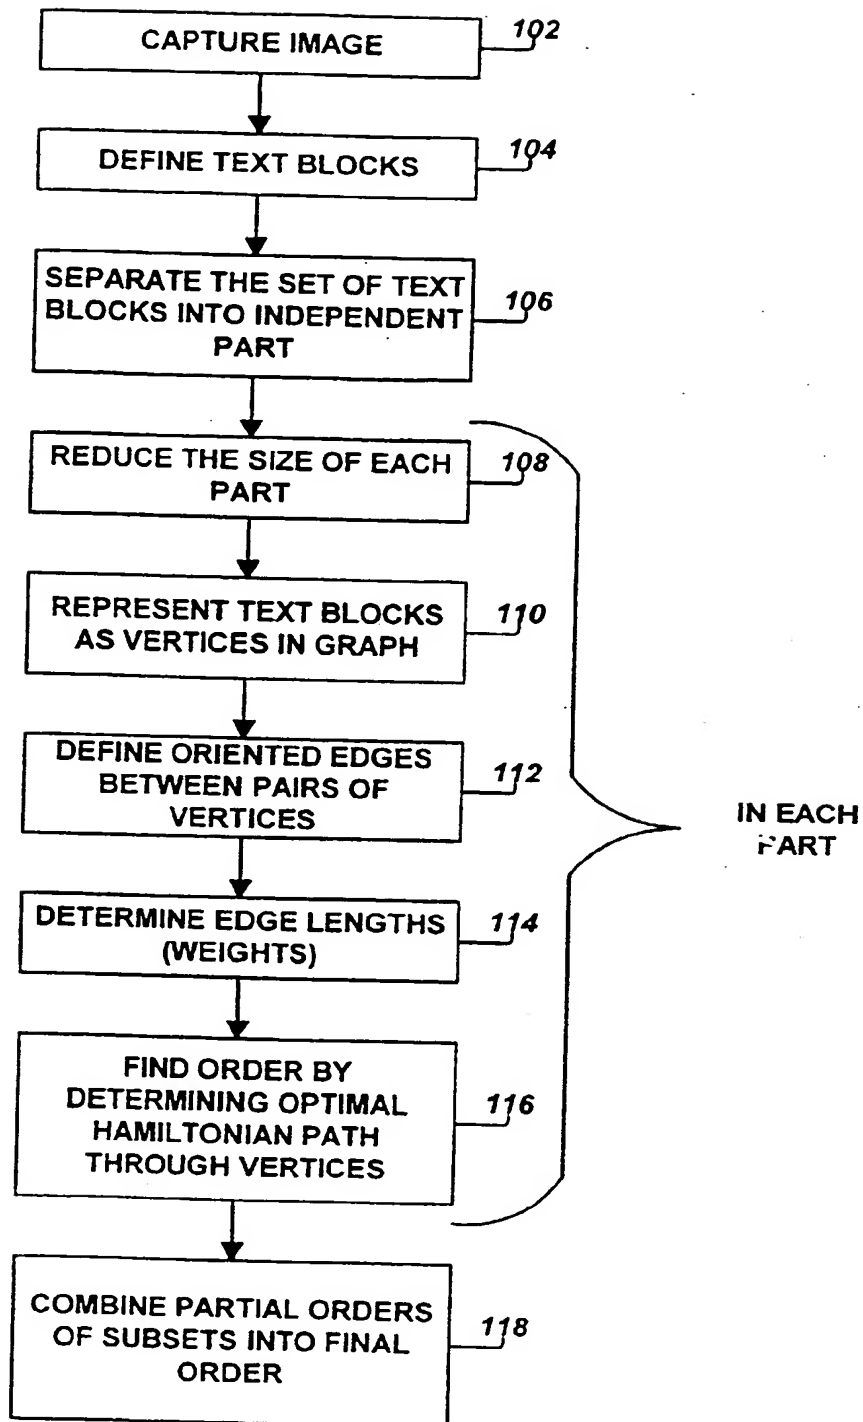 CAPTURE IMAGE
102
DEFINE TEXT BLOCKS
104
SEPARATE THE SET OF TEXT
BLOCKS INTO INDEPENDENT
PART
106
REDUCE THE SIZE OF EACH
PART
108
REPRESENT TEXT BLOCKS
AS VERTICES IN GRAPH
110
DEFINE ORIENTED EDGES
BETWEEN PAIRS OF
VERTICES
112
DETERMINE EDGE LENGTHS
(WEIGHTS)
114
FIND ORDER BY
DETERMINING OPTIMAL
HAMILTONIAN PATH
THROUGH VERTICES
116
IN EACH
PART
COMBINE PARTIAL ORDERS
OF SUBSETS INTO FINAL
ORDER
118